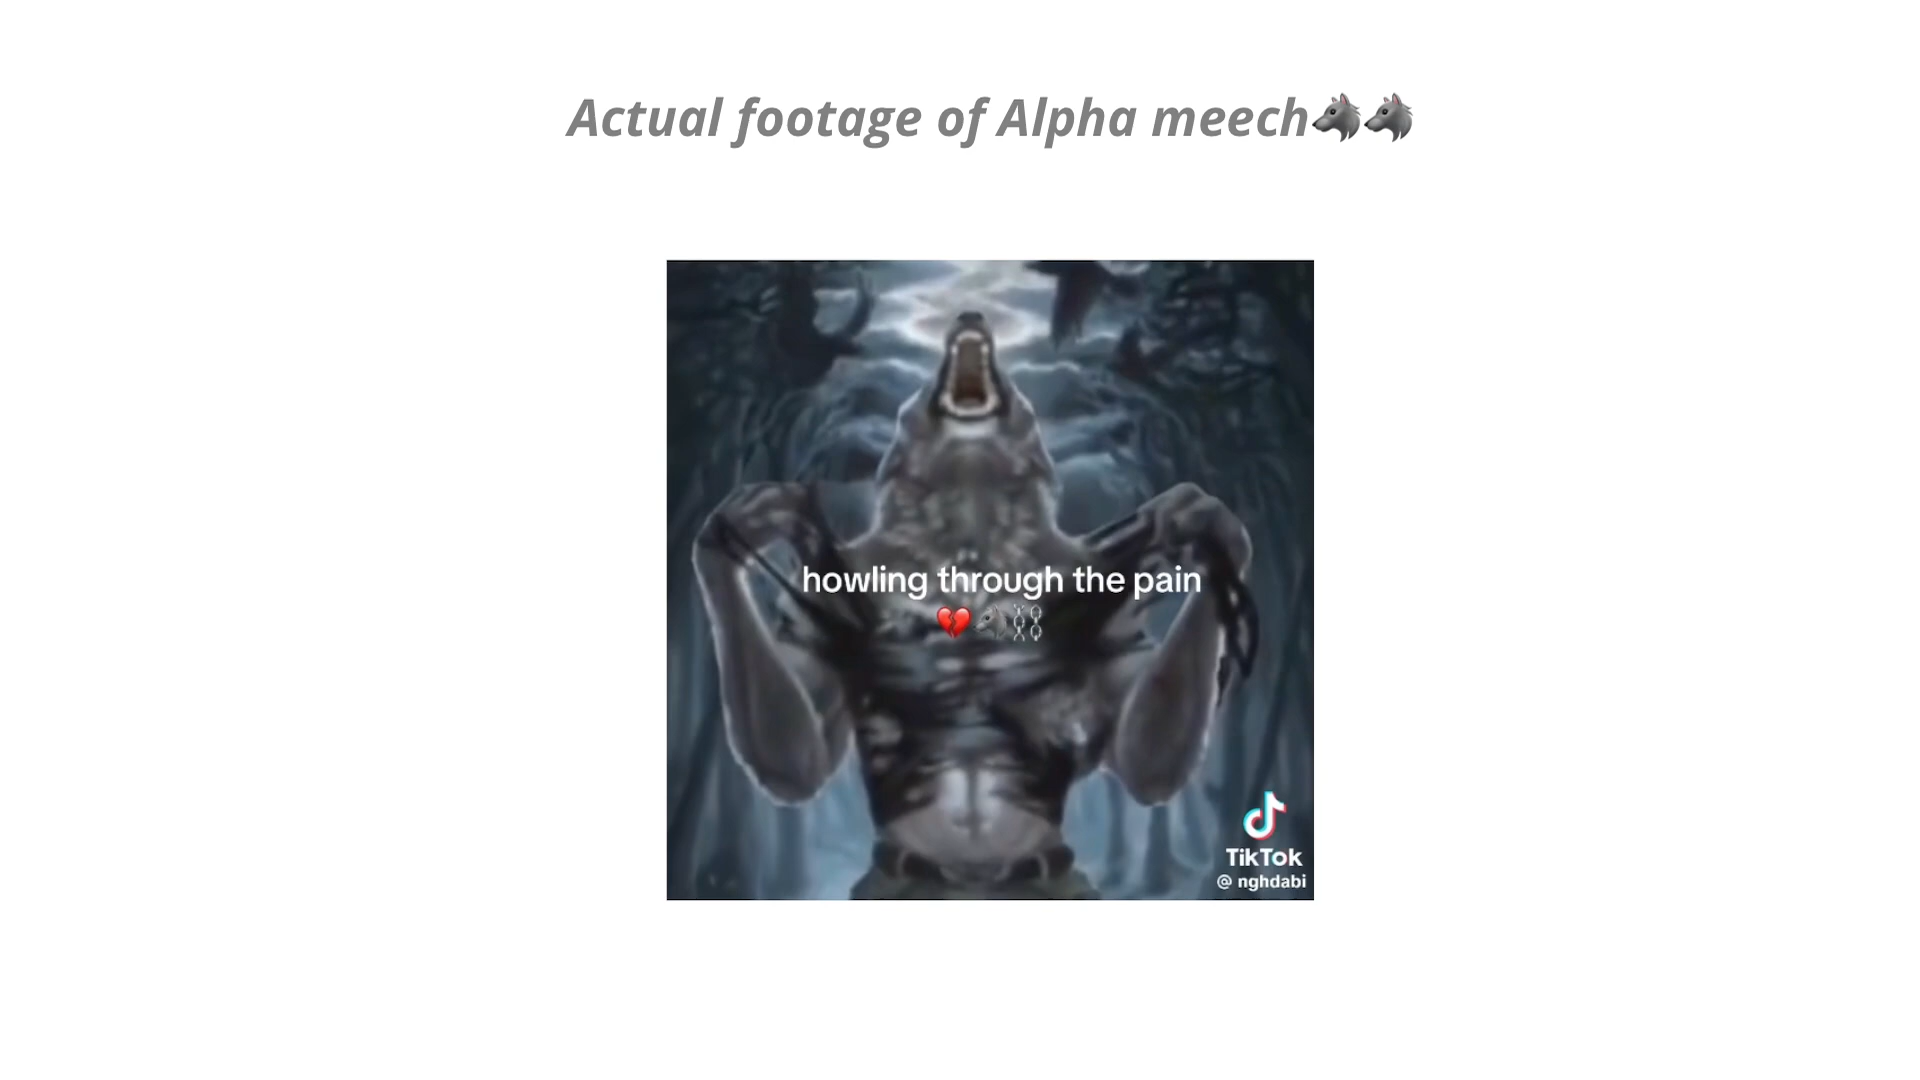 Actual footage of Alpha meech🐺🐺
howling through the pain
💔🐺⛓️
TikTok
@ nghdabi